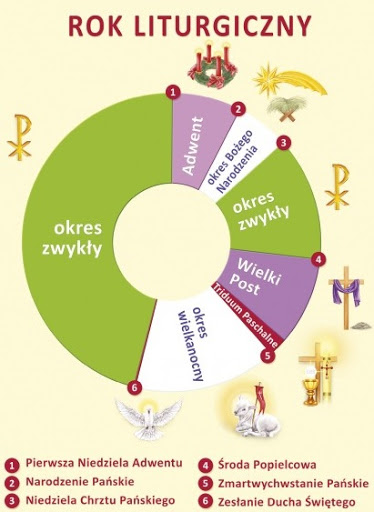 ROK LITURGICZNY
1
Adwent
2
okres Bożego
Narodzenia
3
okres
zwykły
4
Wielki
Post
Triduum Paschalne
5
okres
wielkanocny
6
okres
zwykły
1 Pierwsza Niedziela Adwentu
2 Narodzenie Pańskie
3 Niedziela Chrztu Pańskiego
4 Środa Popielcowa
5 Zmartwychwstanie Pańskie
6 Zesłanie Ducha Świętego